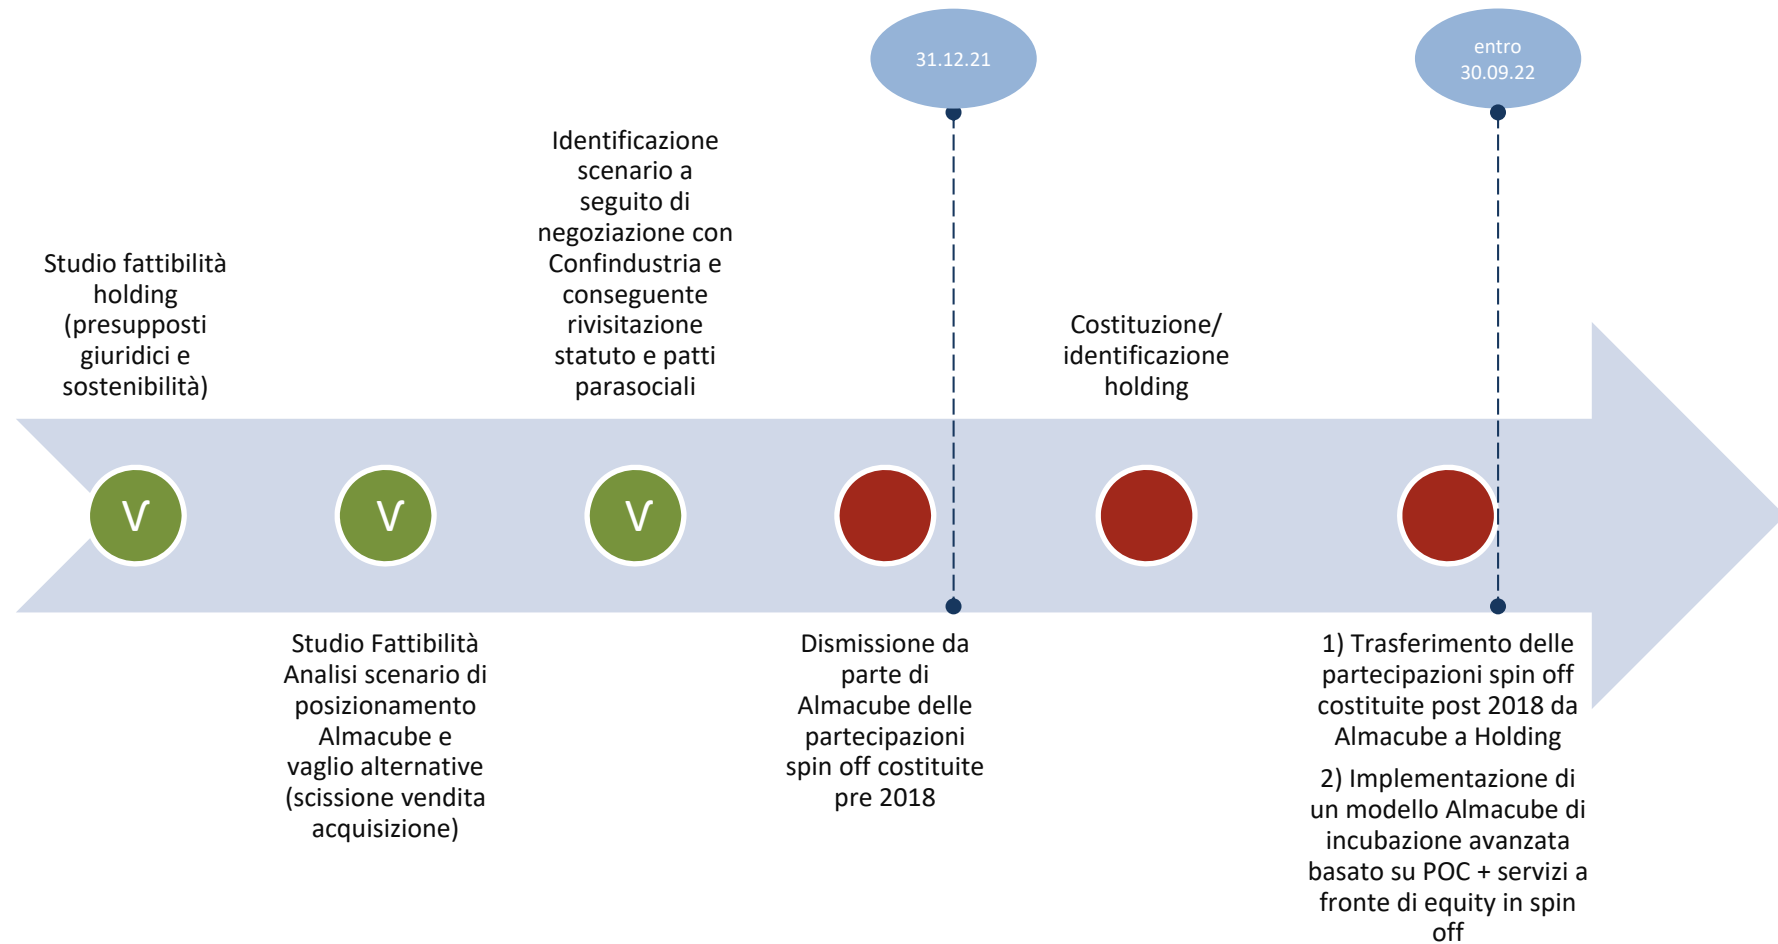 31.12.21
entro
30.09.22
Studio fattibilità
holding
(presupposti
giuridici e
sostenibilità)
Identificazione
scenario a
seguito di
negoziazione con
Confindustria e
conseguente
rivisitazione
statuto e patti
parasociali
Costituzione/
identificazione
holding
V
V
V
Studio Fattibilità
Analisi scenario di
posizionamento
Almacube e
vaglio alternative
(scissione vendita
acquisizione)
Dismissione da
parte di
Almacube delle
partecipazioni
spin off costituite
pre 2018
1) Trasferimento delle
partecipazioni spin off
costituite post 2018 da
Almacube a Holding
2) Implementazione di
un modello Almacube di
incubazione avanzata
basato su POC + servizi a
fronte di equity in spin
off